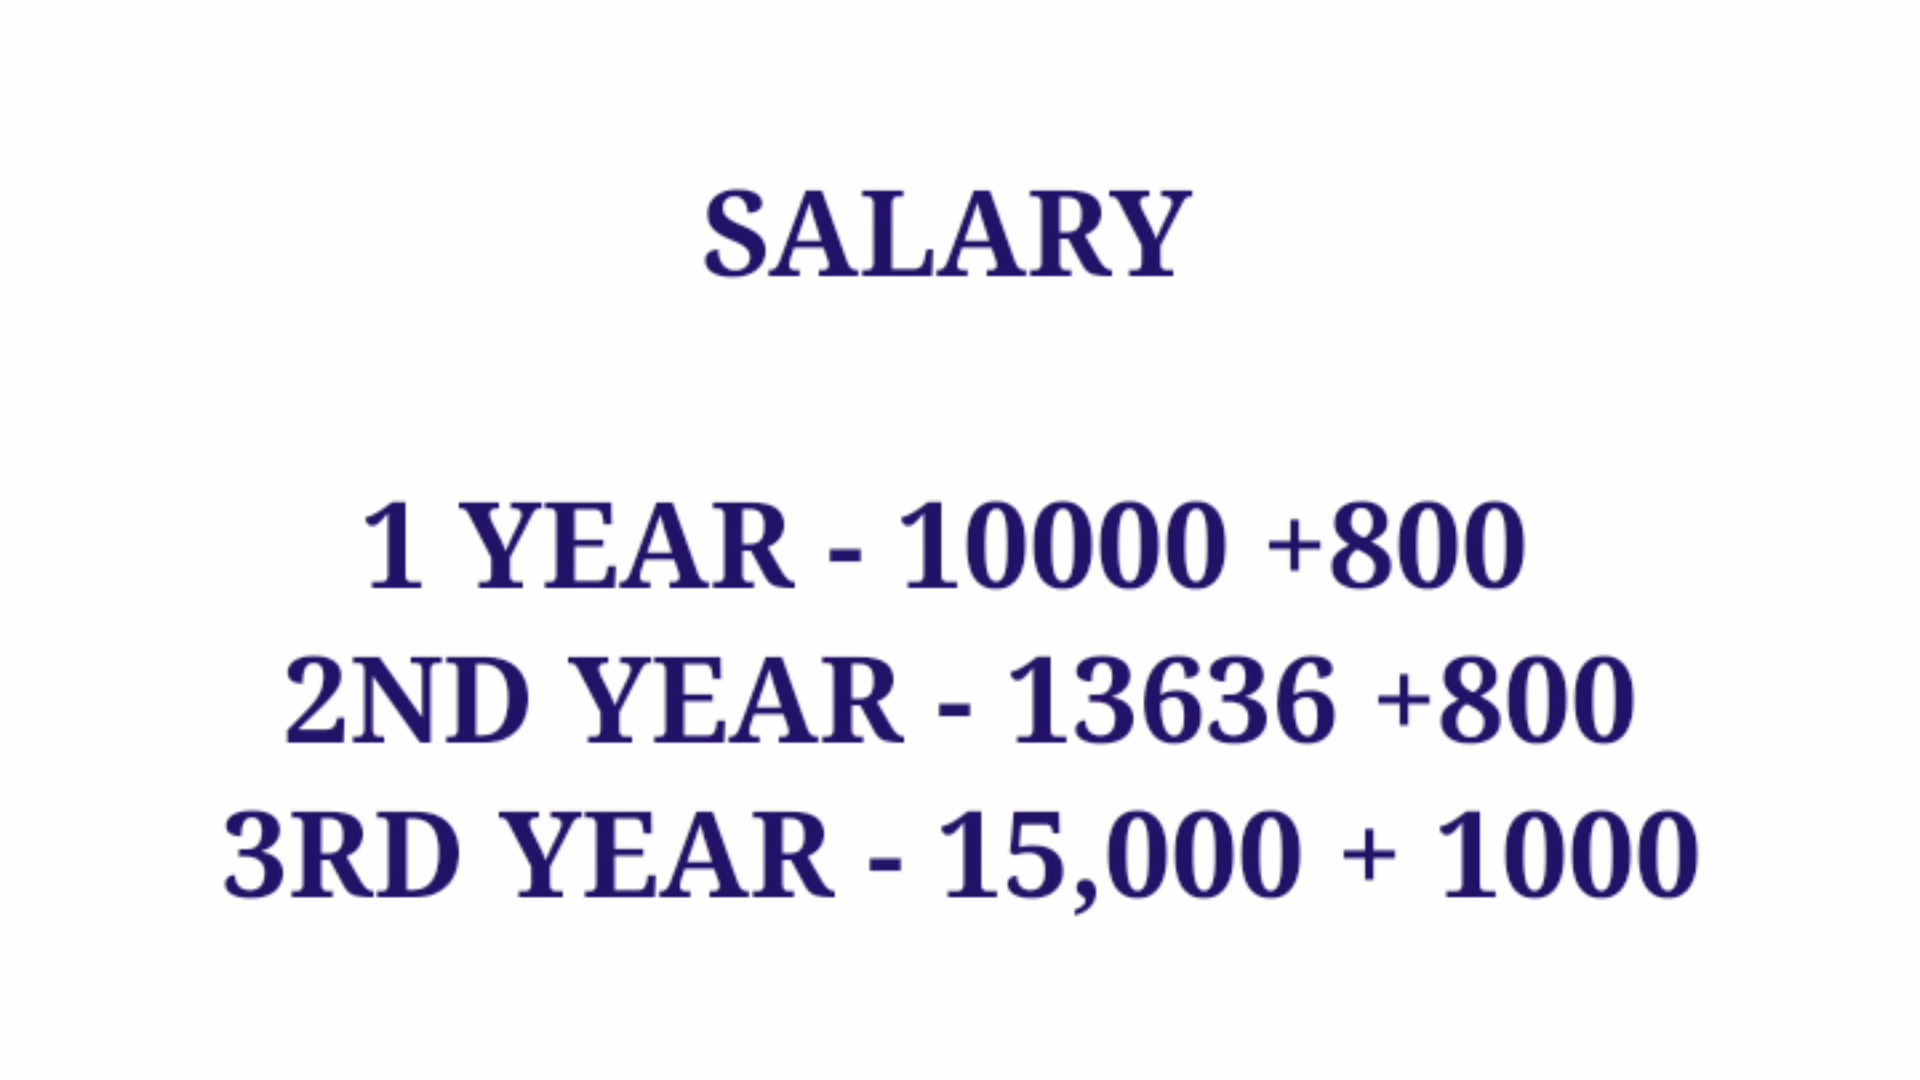 SALARY
1 YEAR - 10000 +800
2ND YEAR - 13636 +800
3RD YEAR - 15,000 + 1000